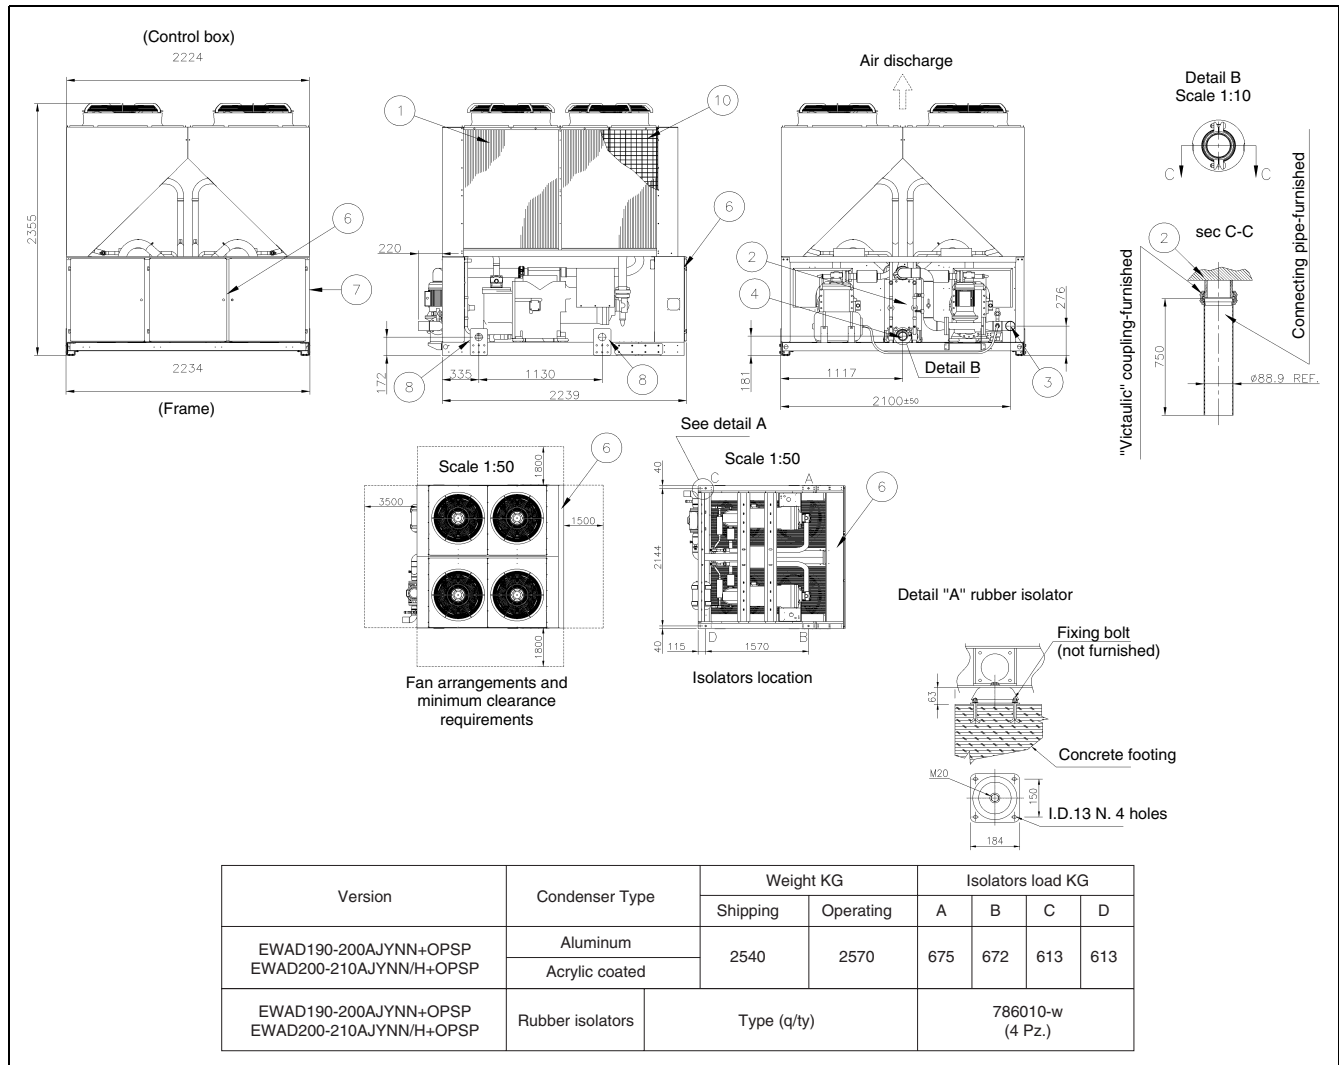 (Control box)
2224
2355
6
7
2234
(Frame)
1
10
220
6
8
8
172
335
1130
2239
Air discharge
2
4
276
181
1117
Detail B
3
2100±50
Detail B
Scale 1:10
C
C
2
sec C-C
"Victaulic" coupling-furnished
Connecting pipe-furnished
750
ø88.9 REF.
See detail A
Scale 1:50
1800
6
3500
1500
1800
Fan arrangements and
minimum clearance
requirements
Scale 1:50
40
C
A
6
2144
40
D
B
115
1570
Isolators location
Detail "A" rubber isolator
Fixing bolt
(not furnished)
63
Concrete footing
M20
150
I.D.13 N. 4 holes
184
Version
Condenser Type
Weight KG
Isolators load KG
Shipping
Operating
A
B
C
D
EWAD190-200AJYNN+OPSP
EWAD200-210AJYNN/H+OPSP
Aluminum
Acrylic coated
2540
2570
675
672
613
613
EWAD190-200AJYNN+OPSP
EWAD200-210AJYNN/H+OPSP
Rubber isolators
Type (q/ty)
786010-w
(4 Pz.)